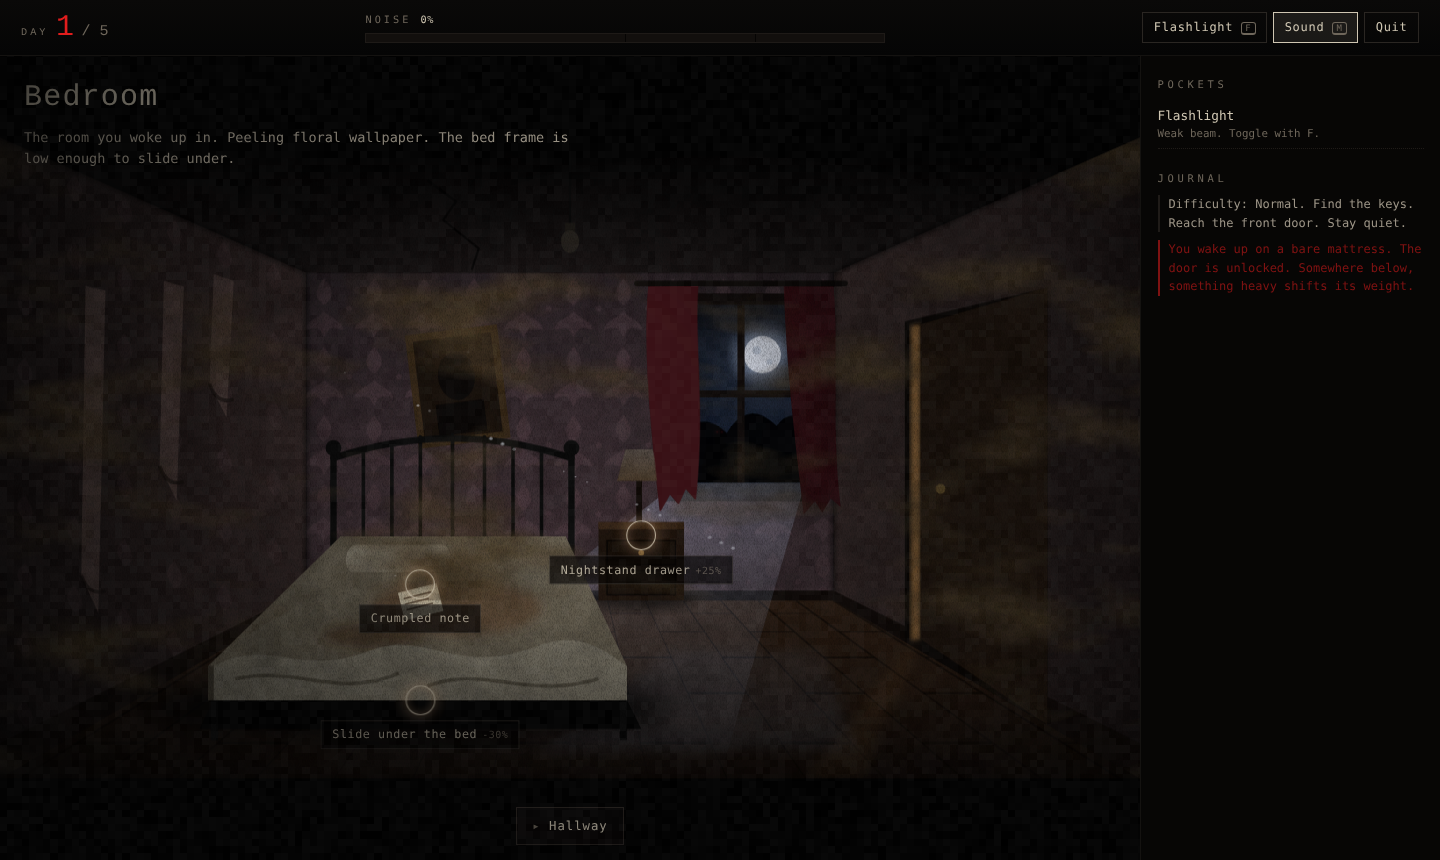 DAY 1 / 5
NOISE 0%
Flashlight F
Sound M
Quit
Bedroom
The room you woke up in. Peeling floral wallpaper. The bed frame is
low enough to slide under.
Nightstand drawer +25%
Crumpled note
Slide under the bed -30%
▸ Hallway
POCKETS
Flashlight
Weak beam. Toggle with F.
JOURNAL
Difficulty: Normal. Find the keys.
Reach the front door. Stay quiet.
You wake up on a bare mattress. The
door is unlocked. Somewhere below,
something heavy shifts its weight.